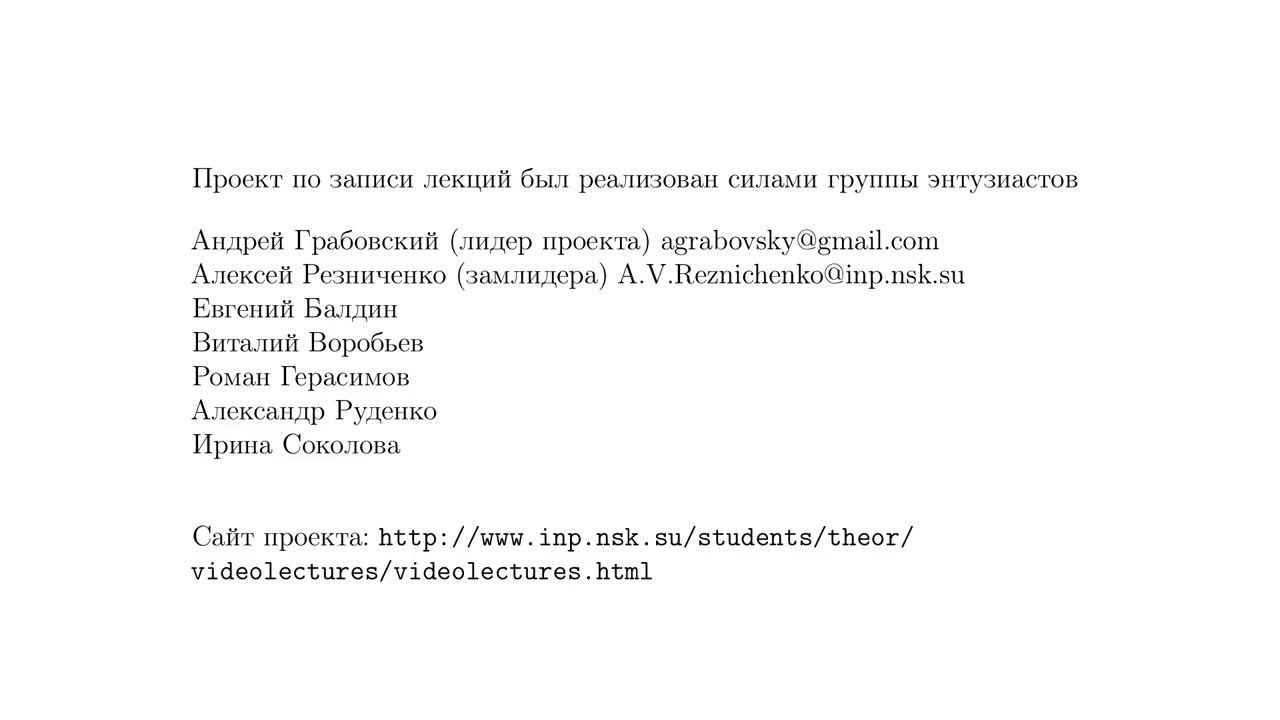 Проект по записи лекций был реализован силами группы энтузиастов
Андрей Грабовский (лидер проекта) agrabovsky@gmail.com
Алексей Резниченко (замлидера) A.V.Reznichenko@inp.nsk.su
Евгений Балдин
Виталий Воробьев
Роман Герасимов
Александр Руденко
Ирина Соколова
Сайт проекта: http://www.inp.nsk.su/students/theor/
videolectures/videolectures.html